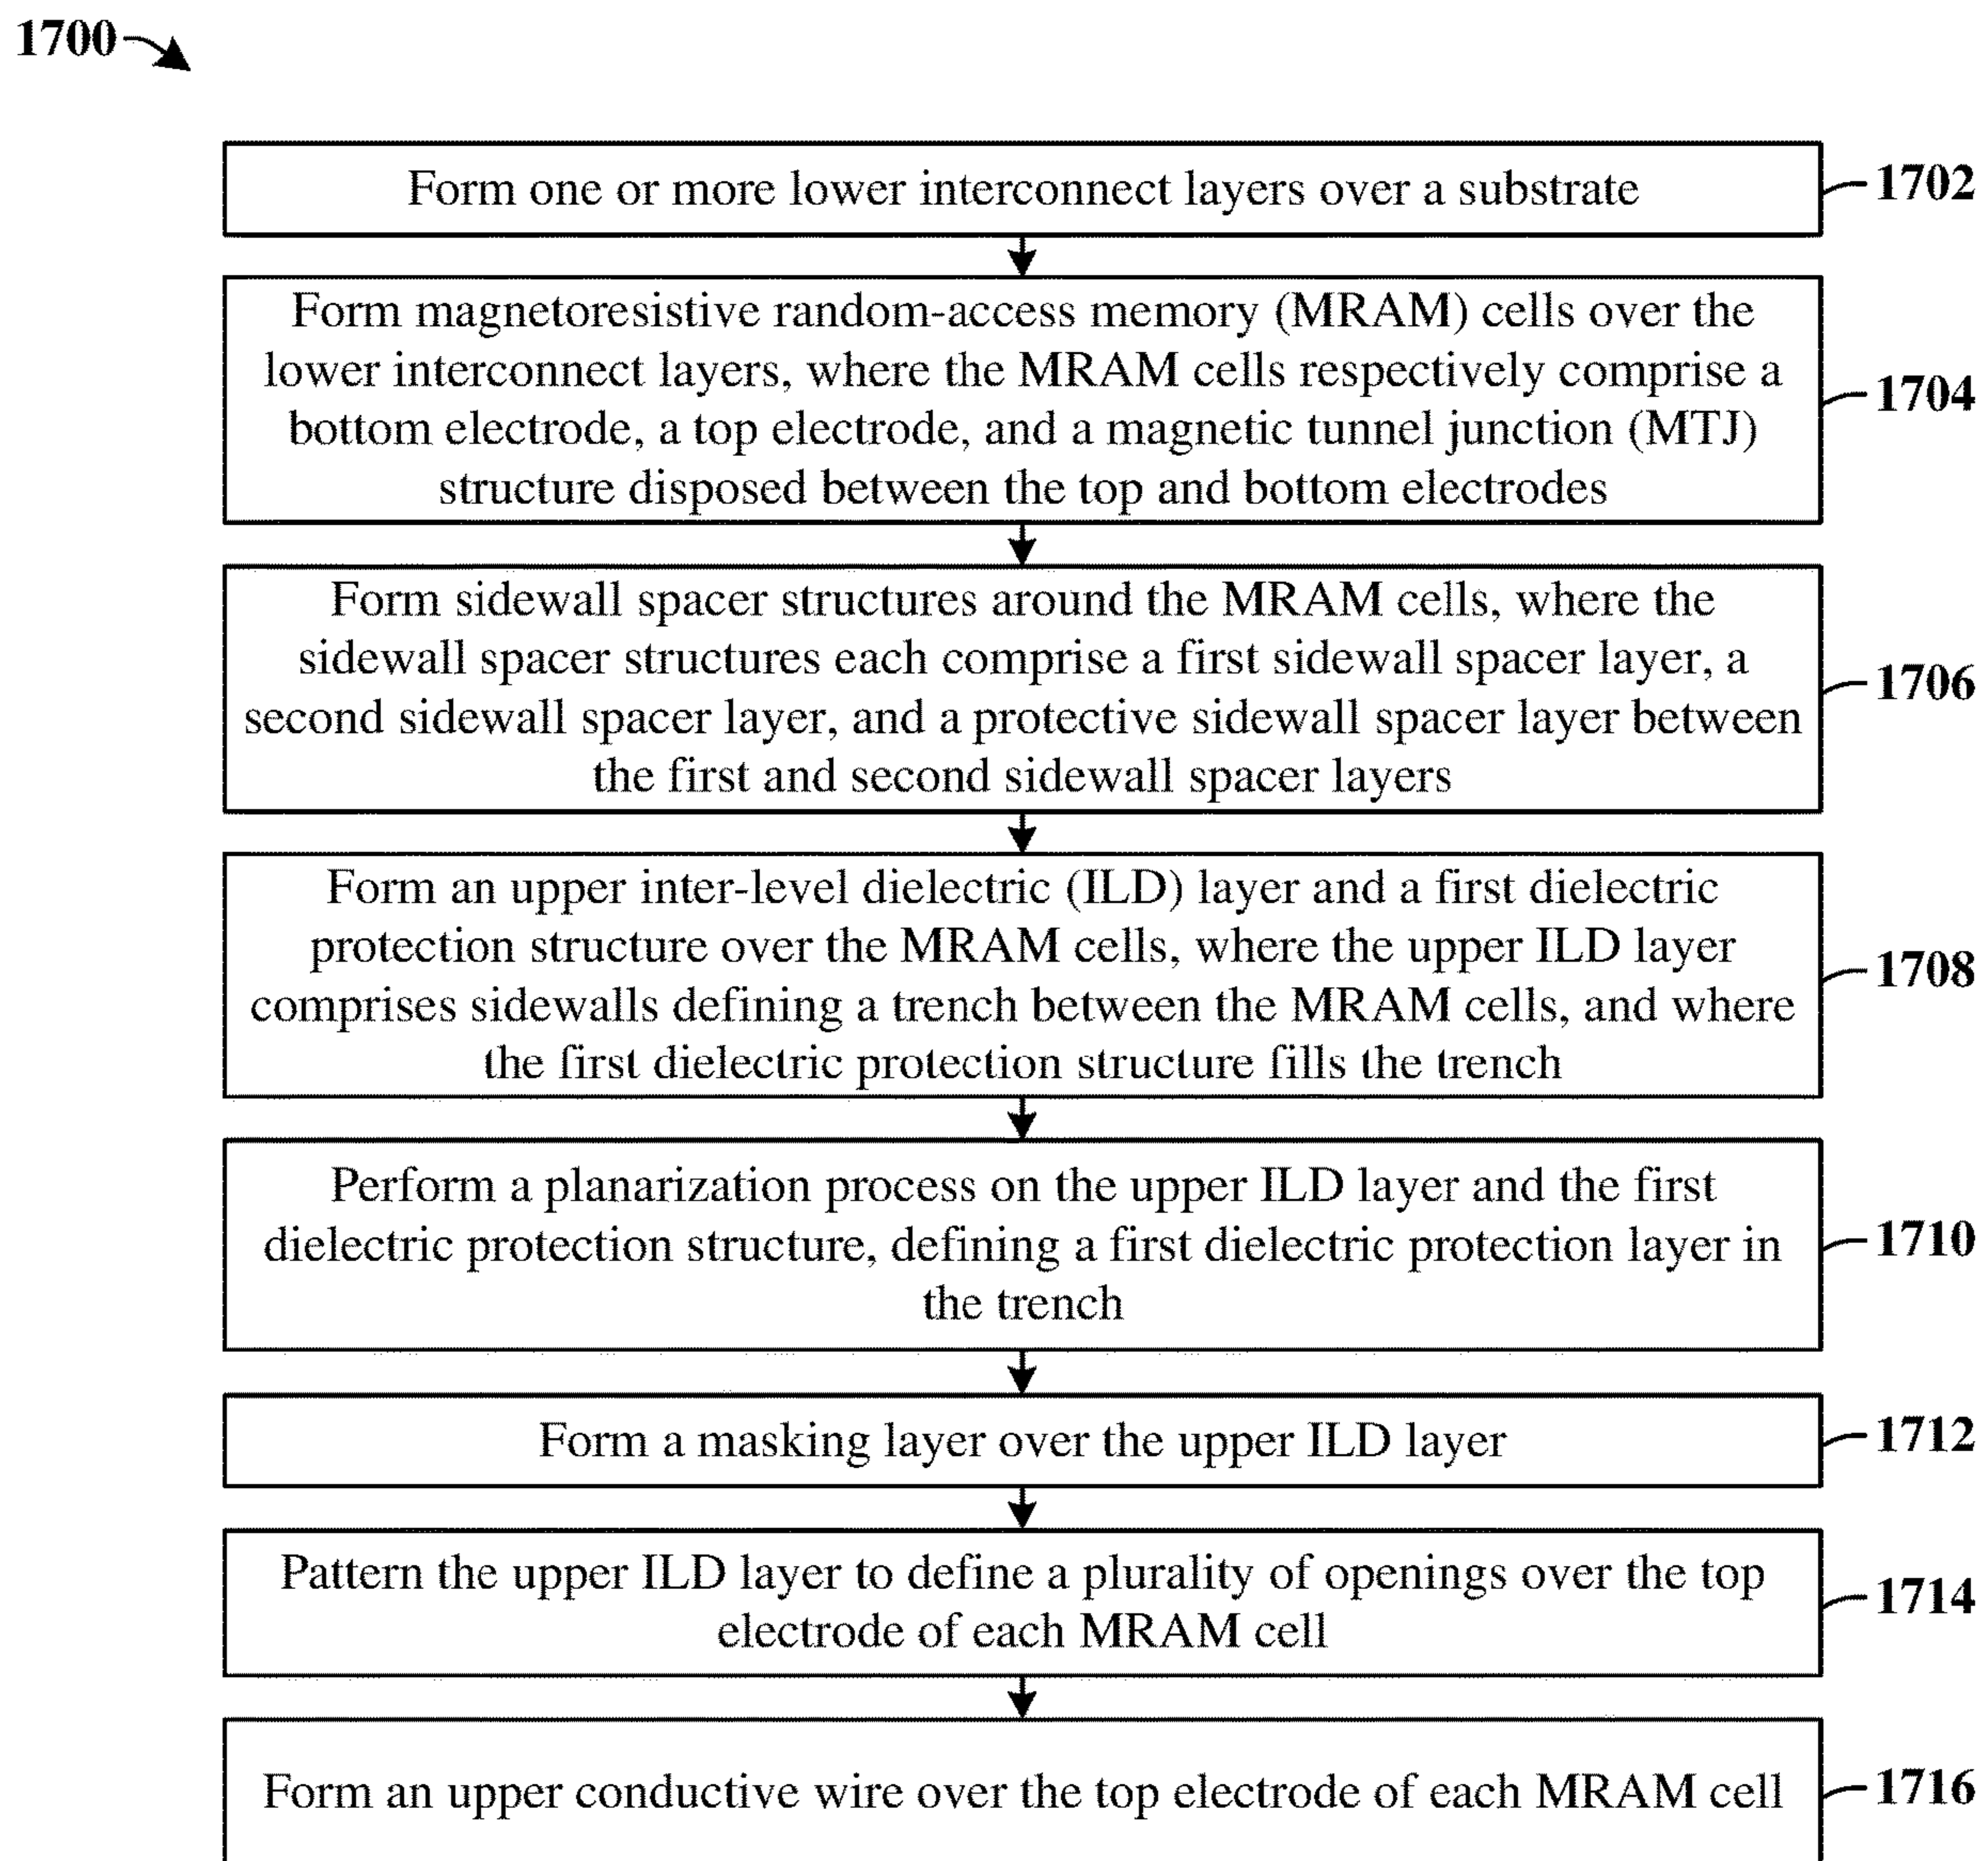 1700
Form one or more lower interconnect layers over a substrate
1702
Form magnetoresistive random-access memory (MRAM) cells over the
lower interconnect layers, where the MRAM cells respectively comprise a
bottom electrode, a top electrode, and a magnetic tunnel junction (MTJ)
structure disposed between the top and bottom electrodes
1704
Form sidewall spacer structures around the MRAM cells, where the
sidewall spacer structures each comprise a first sidewall spacer layer, a
second sidewall spacer layer, and a protective sidewall spacer layer between
the first and second sidewall spacer layers
1706
Form an upper inter-level dielectric (ILD) layer and a first dielectric
protection structure over the MRAM cells, where the upper ILD layer
comprises sidewalls defining a trench between the MRAM cells, and where
the first dielectric protection structure fills the trench
1708
Perform a planarization process on the upper ILD layer and the first
dielectric protection structure, defining a first dielectric protection layer in
the trench
1710
Form a masking layer over the upper ILD layer
1712
Pattern the upper ILD layer to define a plurality of openings over the top
electrode of each MRAM cell
1714
Form an upper conductive wire over the top electrode of each MRAM cell
1716